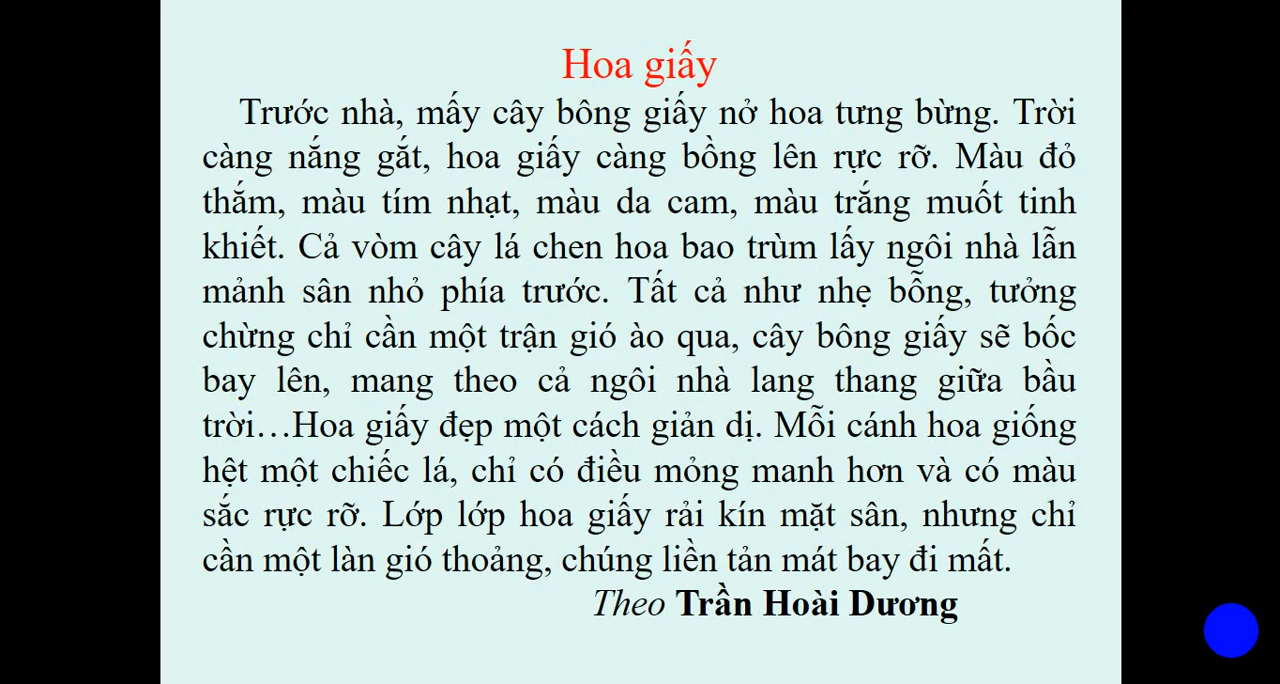 Hoa giấy
Trước nhà, mấy cây bông giấy nở hoa tưng bừng. Trời
càng nắng gắt, hoa giấy càng bồng lên rực rỡ. Màu đỏ
thắm, màu tím nhạt, màu da cam, màu trắng muốt tinh
khiết. Cả vòm cây lá chen hoa bao trùm lấy ngôi nhà lẫn
mảnh sân nhỏ phía trước. Tất cả như nhẹ bỗng, tưởng
chừng chỉ cần một trận gió ào qua, cây bông giấy sẽ bốc
bay lên, mang theo cả ngôi nhà lang thang giữa bầu
trời…Hoa giấy đẹp một cách giản dị. Mỗi cánh hoa giống
hệt một chiếc lá, chỉ có điều mỏng manh hơn và có màu
sắc rực rỡ. Lớp lớp hoa giấy rải kín mặt sân, nhưng chỉ
cần một làn gió thoảng, chúng liền tản mát bay đi mất.
Theo Trần Hoài Dương